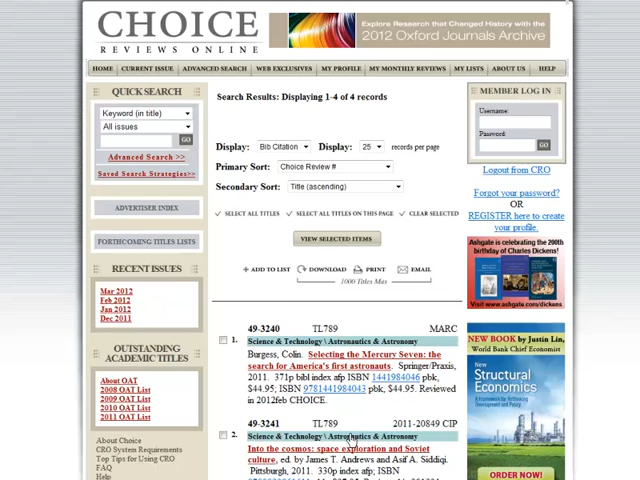 CHOICE
REVIEWS ONLINE
Explore Research that Changed History with the
2012 Oxford Journals Archive
HOME CURRENT ISSUE ADVANCED SEARCH WEB EXCLUSIVES MY PROFILE MY MONTHLY REVIEWS MY LISTS ABOUT US HELP
QUICK SEARCH
Keyword (in title)
All issues
GO
Advanced Search >>
Saved Search Strategies>>
ADVERTISER INDEX
FORTHCOMING TITLES LISTS
RECENT ISSUES
Mar 2012
Feb 2012
Jan 2012
Dec 2011
OUTSTANDING
ACADEMIC TITLES
About OAT
2008 OAT List
2009 OAT List
2010 OAT List
2011 OAT List
About Choice
CRO System Requirements
Top Tips for Using CRO
FAQ
Help
Search Results: Displaying 1-4 of 4 records
Display: Bib Citation Display: 25 records per page
Primary Sort: Choice Review #
Secondary Sort: Title (ascending)
SELECT ALL TITLES SELECT ALL TITLES ON THIS PAGE CLEAR SELECTED
VIEW SELECTED ITEMS
ADD TO LIST DOWNLOAD PRINT EMAIL
1000 Titles Max
49-3240 TL789 MARC
1. Science & Technology \ Astronautics & Astronomy
Burgess, Colin. Selecting the Mercury Seven: the
search for America's first astronauts. Springer/Praxis,
2011. 371p bibl index afp ISBN 1441984046 pbk,
$44.95; ISBN 9781441984043 pbk, $44.95. Reviewed
in 2012feb CHOICE.
49-3241 TL789 2011-20849 CIP
2. Science & Technology \ Astronautics & Astronomy
Into the cosmos: space exploration and Soviet
culture, ed. by James T. Andrews and Asif A. Siddiqi.
Pittsburgh, 2011. 330p index afp; ISBN
MEMBER LOG IN
Username:
Password:
GO
Logout from CRO
Forgot your password?
OR
REGISTER here to create
your profile.
Ashgate is celebrating the 200th
birthday of Charles Dickens!
Visit www.ashgate.com/dickens
NEW BOOK by Justin Lin,
World Bank Chief Economist
New
Structural
Economics
A Framework for Rethinking
Development and Policy
ORDER NOW!